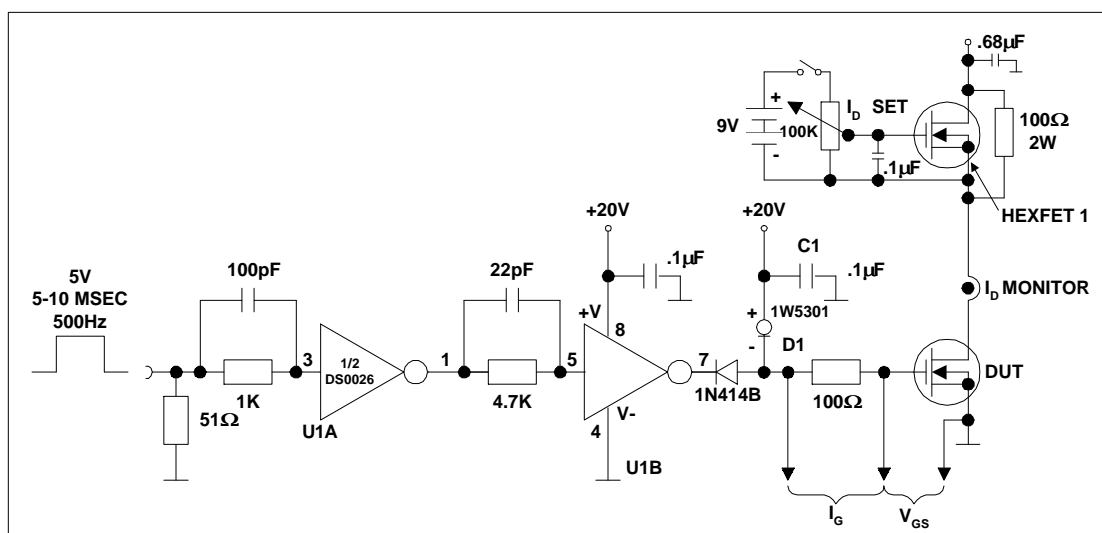 5V
5-10 MSEC
500Hz
51Ω
100pF
1K
3
1/2
DS0026
U1A
1
22pF
4.7K
5
+20V
.1µF
+V
8
V-
4
U1B
7
1N414B
+20V
C1
.1µF
1W5301
+
-
D1
100Ω
I_G
V_GS
9V
+
-
100K
I_D SET
.1µF
.68µF
100Ω
2W
HEXFET 1
I_D MONITOR
DUT